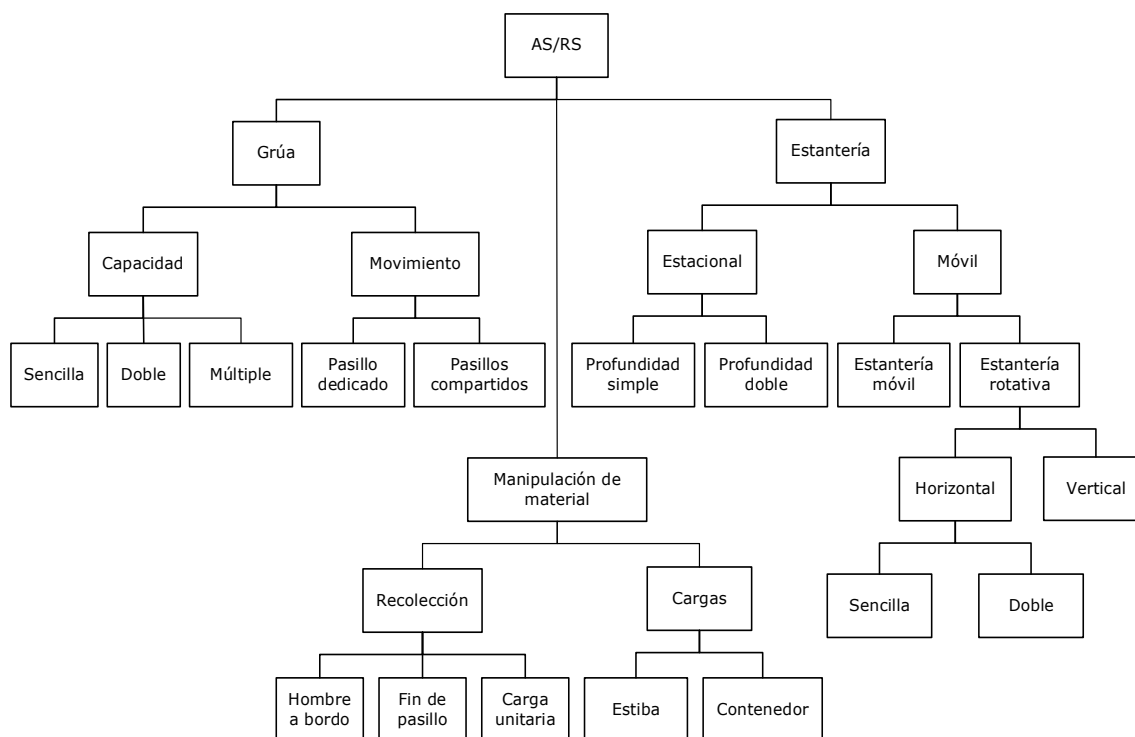 AS/RS
Grúa
Estantería
Capacidad
Movimiento
Estacional
Móvil
Sencilla
Doble
Múltiple
Pasillo
dedicado
Pasillos
compartidos
Profundidad
simple
Profundidad
doble
Estantería
móvil
Estantería
rotativa
Manipulación de
material
Horizontal
Vertical
Recolección
Cargas
Sencilla
Doble
Hombre
a bordo
Fin de
pasillo
Carga
unitaria
Estiba
Contenedor